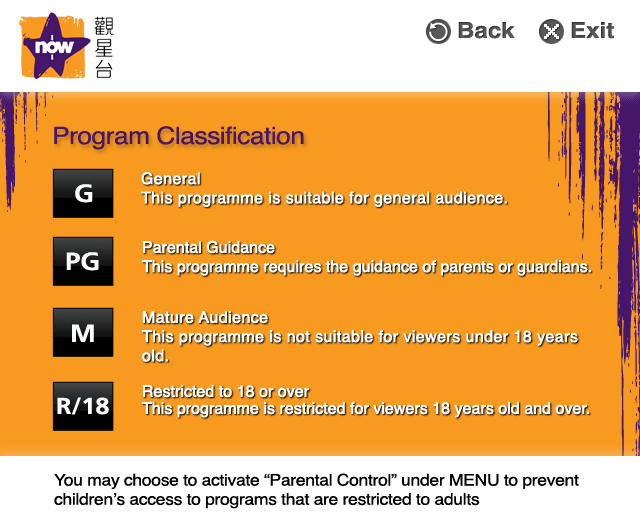 now
觀星台
Back
Exit
Program Classification
G
General
This programme is suitable for general audience.
PG
Parental Guidance
This programme requires the guidance of parents or guardians.
M
Mature Audience
This programme is not suitable for viewers under 18 years
old.
R/18
Restricted to 18 or over
This programme is restricted for viewers 18 years old and over.
You may choose to activate “Parental Control” under MENU to prevent
children’s access to programs that are restricted to adults